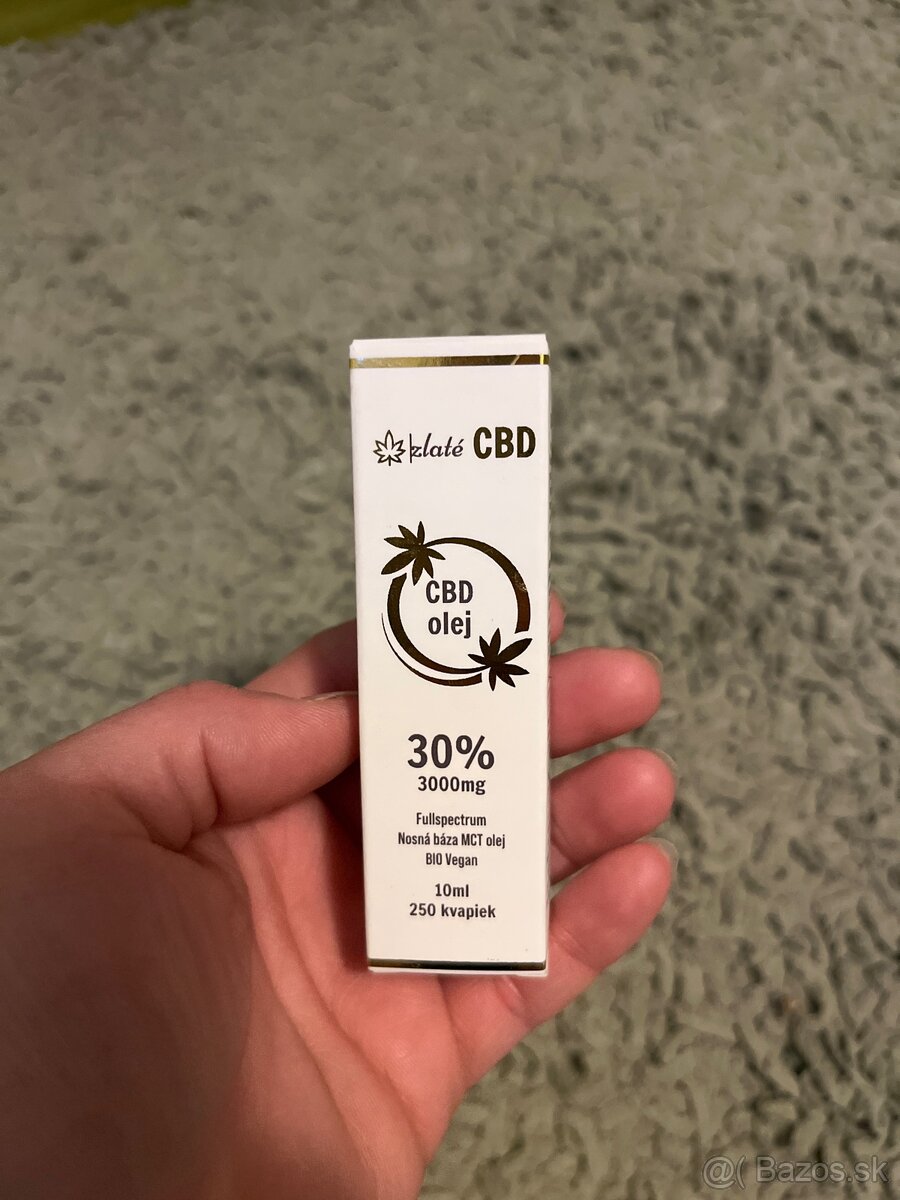 zlaté CBD
CBD
olej
30%
3000mg
Fullspectrum
Nosná báza MCT olej
BIO Vegan
10ml
250 kvapiek
@( Bazos.sk